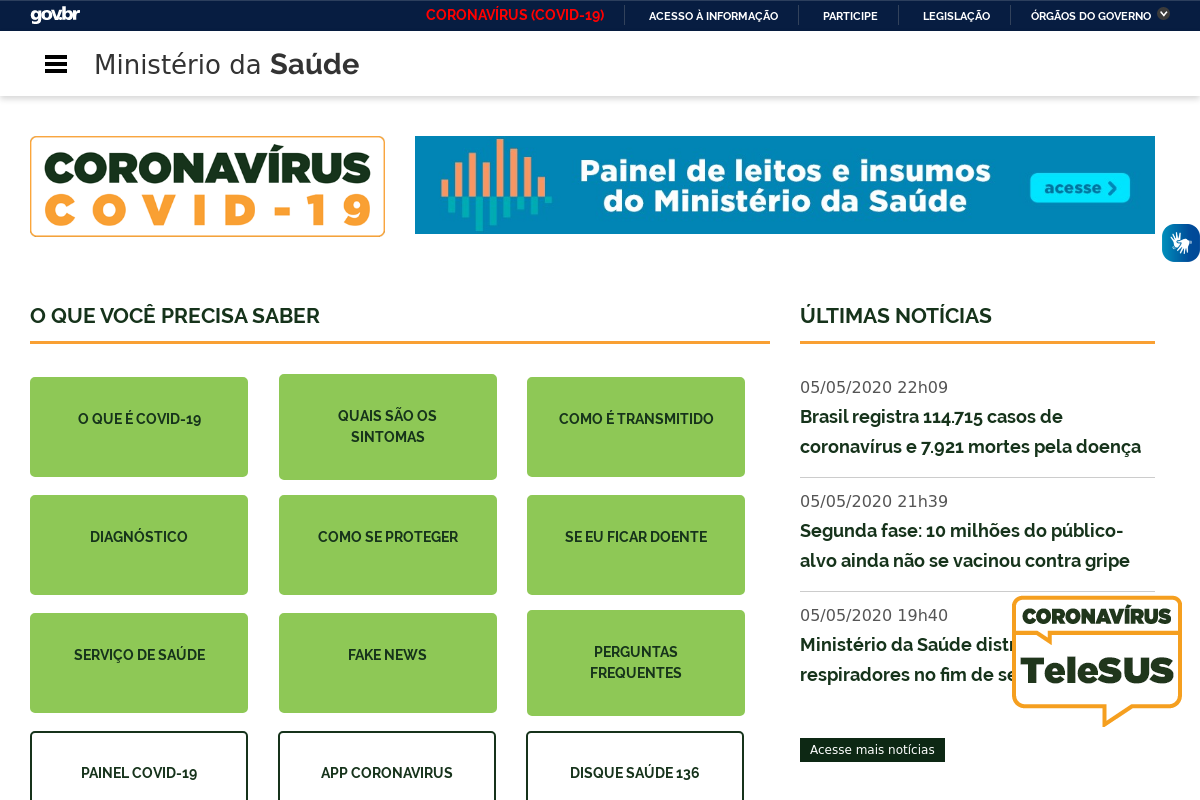 gov.br
CORONAVÍRUS (COVID-19)
ACESSO À INFORMAÇÃO
PARTICIPE
LEGISLAÇÃO
ÓRGÃOS DO GOVERNO
Ministério da Saúde
CORONAVÍRUS
COVID-19
Painel de leitos e insumos
do Ministério da Saúde
acesse
O QUE VOCÊ PRECISA SABER
O QUE É COVID-19
QUAIS SÃO OS
SINTOMAS
COMO É TRANSMITIDO
DIAGNÓSTICO
COMO SE PROTEGER
SE EU FICAR DOENTE
SERVIÇO DE SAÚDE
FAKE NEWS
PERGUNTAS
FREQUENTES
PAINEL COVID-19
APP CORONAVIRUS
DISQUE SAÚDE 136
ÚLTIMAS NOTÍCIAS
05/05/2020 22h09
Brasil registra 114.715 casos de
coronavírus e 7.921 mortes pela doença
05/05/2020 21h39
Segunda fase: 10 milhões do público-
alvo ainda não se vacinou contra gripe
05/05/2020 19h40
Ministério da Saúde
respiradores no fim de
CORONAVÍRUS
TeleSUS
Acesse mais notícias